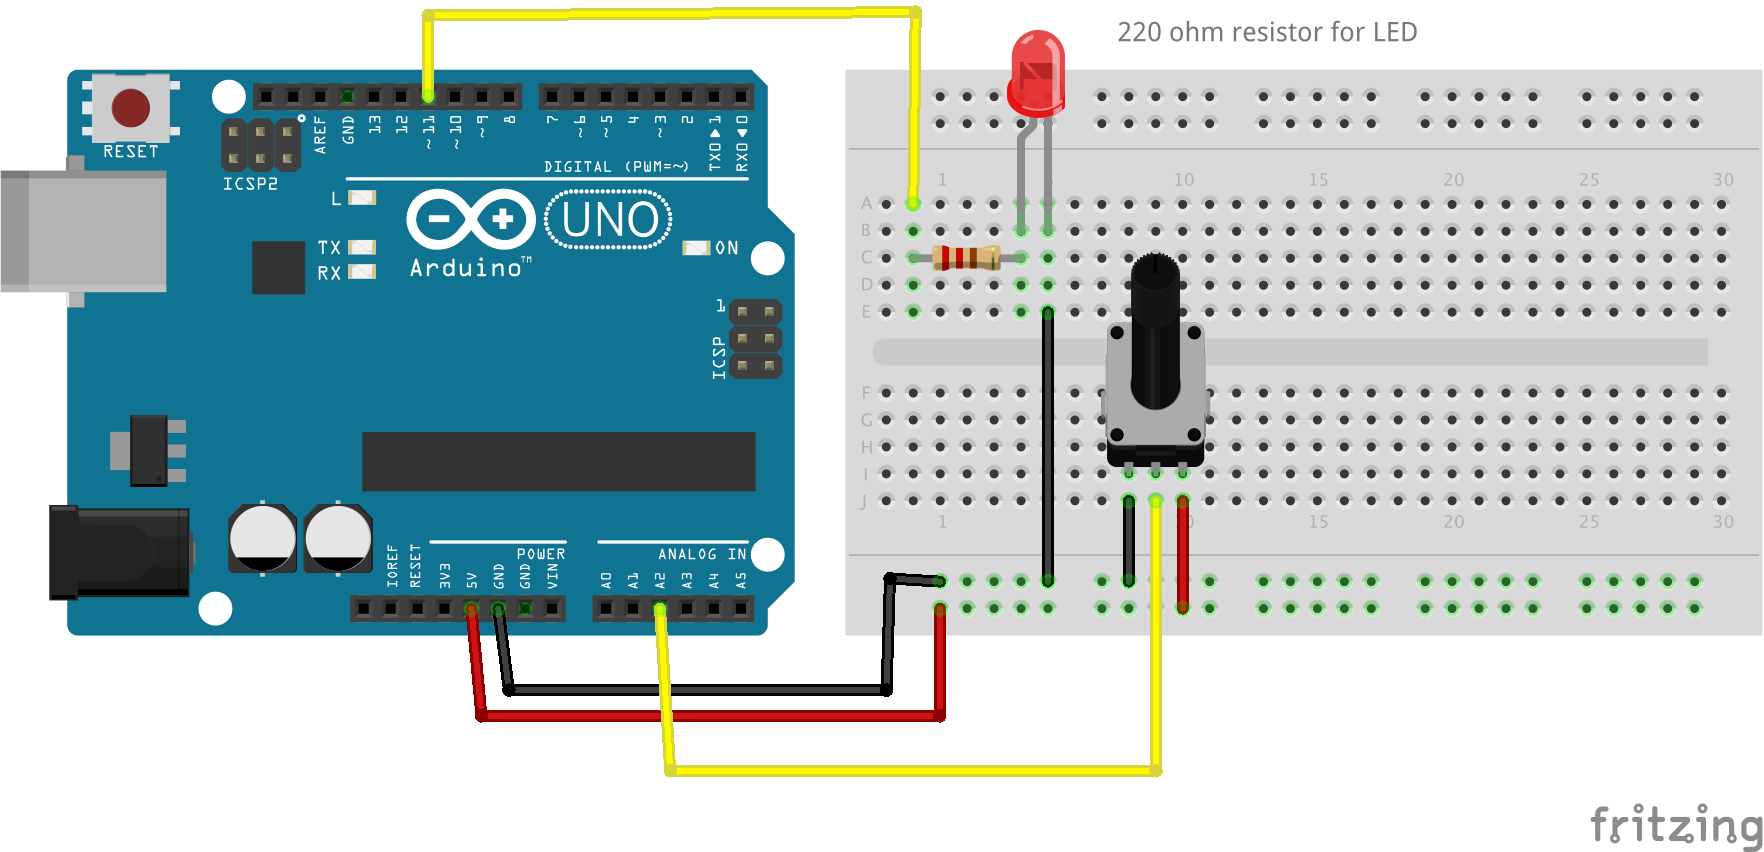 220 ohm resistor for LED
RESET
ICSP2
AREF
GND
13
12
~11
~10
~9
8
7
~6
~5
4
~3
2
TX0▶1
RX0◀0
DIGITAL (PWM=~)
L
TX
RX
UNO
ON
Arduino™
1
ICSP
IOREF
RESET
3V3
5V
GND
GND
VIN
POWER
ANALOG IN
A0
A1
A2
A3
A4
A5
1 10 15 20 25 30
A
B
C
D
E
F
G
H
I
J
1 15 20 25 30
fritzing